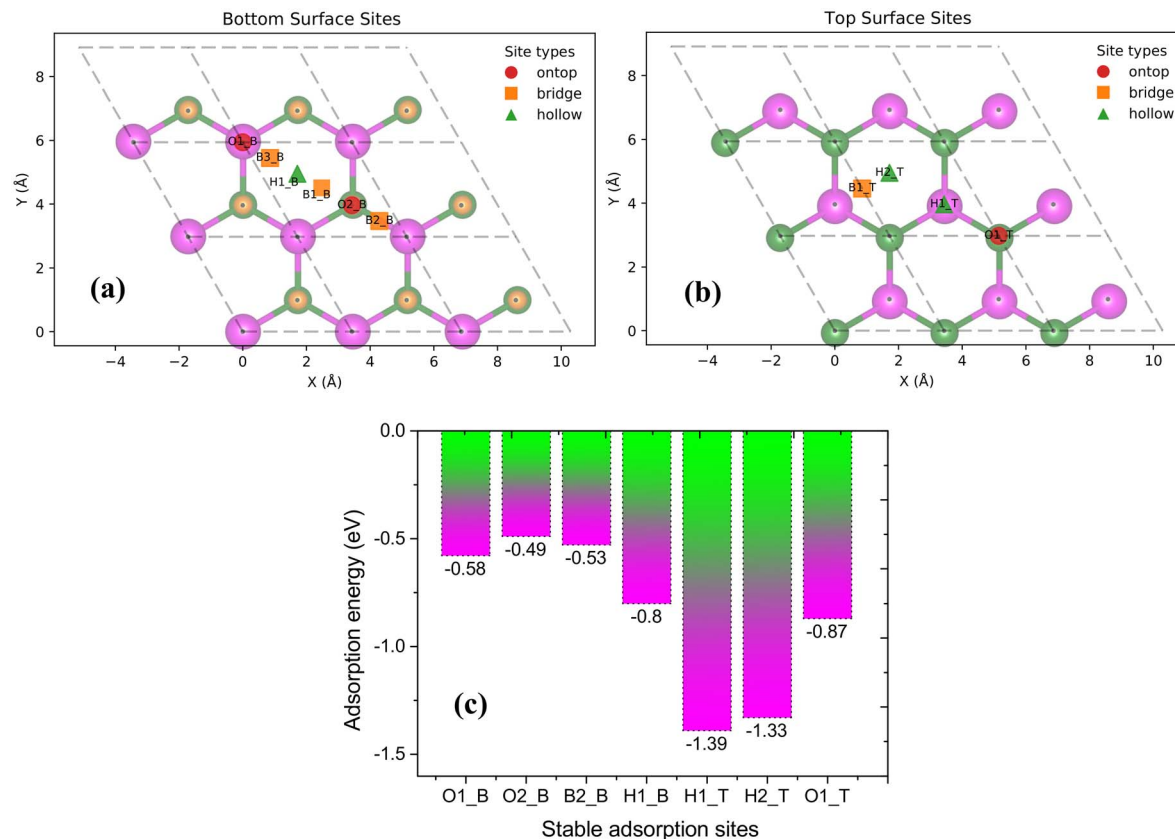 Bottom Surface Sites
Site types
ontop
bridge
hollow
O1_B
B3_B
H1_B
B1_B
O2_B
B2_B
(a)
Y (Å)
8
6
4
2
0
−4
−2
0
2
4
6
8
10
X (Å)
Top Surface Sites
Site types
ontop
bridge
hollow
H2_T
B1_T
H1_T
O1_T
(b)
Y (Å)
8
6
4
2
0
−4
−2
0
2
4
6
8
10
X (Å)
Adsorption energy (eV)
0.0
-0.5
-1.0
-1.5
-0.58
-0.49
-0.53
-0.8
-1.39
-1.33
-0.87
(c)
O1_B
O2_B
B2_B
H1_B
H1_T
H2_T
O1_T
Stable adsorption sites